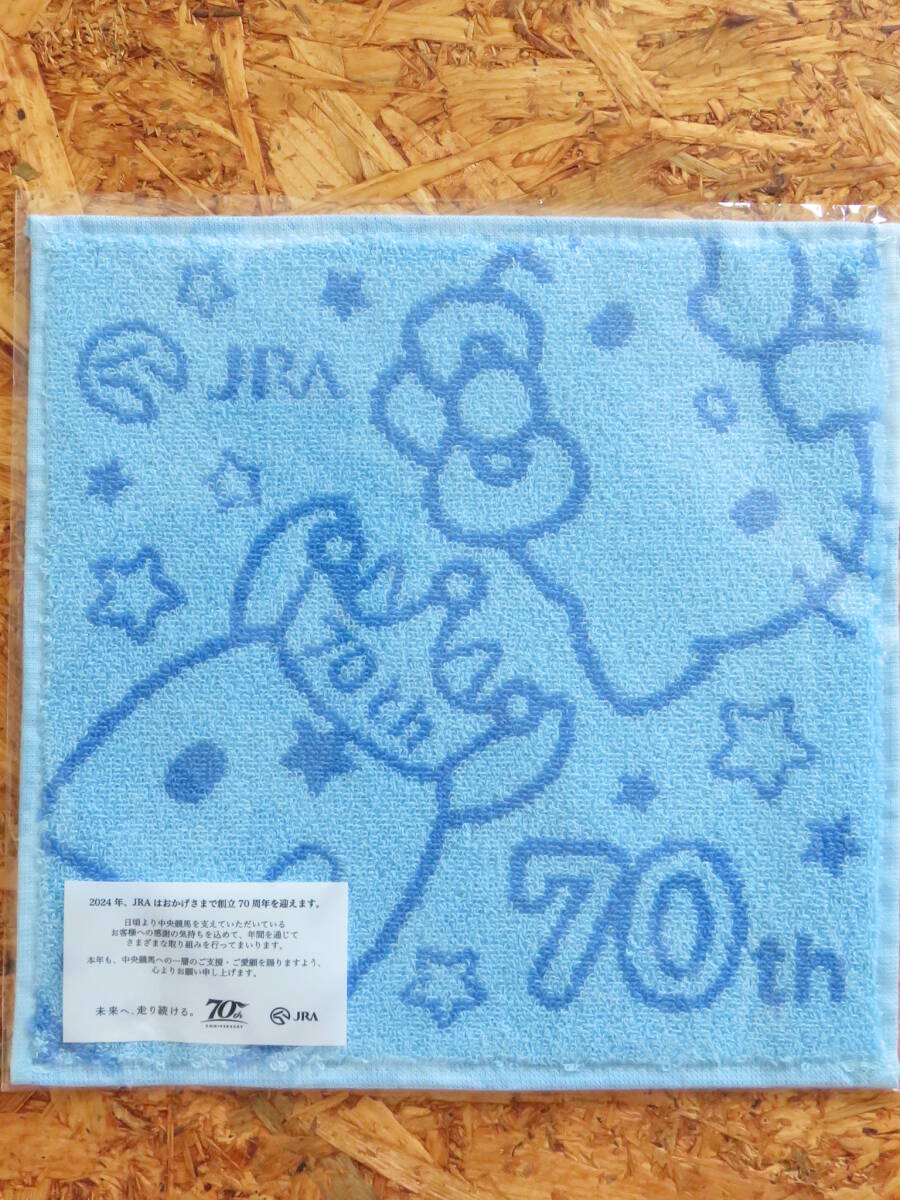 JRA
70th
70th
2024年、JRAはおかげさまで創立70周年を迎えます。
日頃より中央競馬を支えていただいている
お客様への感謝の気持ちを込めて、年間を通じて
さまざまな取り組みを行ってまいります。
本年も、中央競馬への一層のご支援・ご愛顧を賜りますよう、
心よりお願い申し上げます。
未来へ、走り続ける。 70th ANNIVERSARY JRA